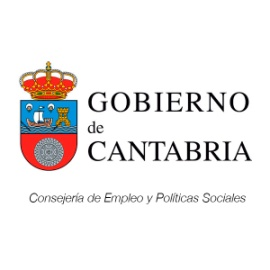 GOBIERNO
de
CANTABRIA
Consejería de Empleo y Políticas Sociales